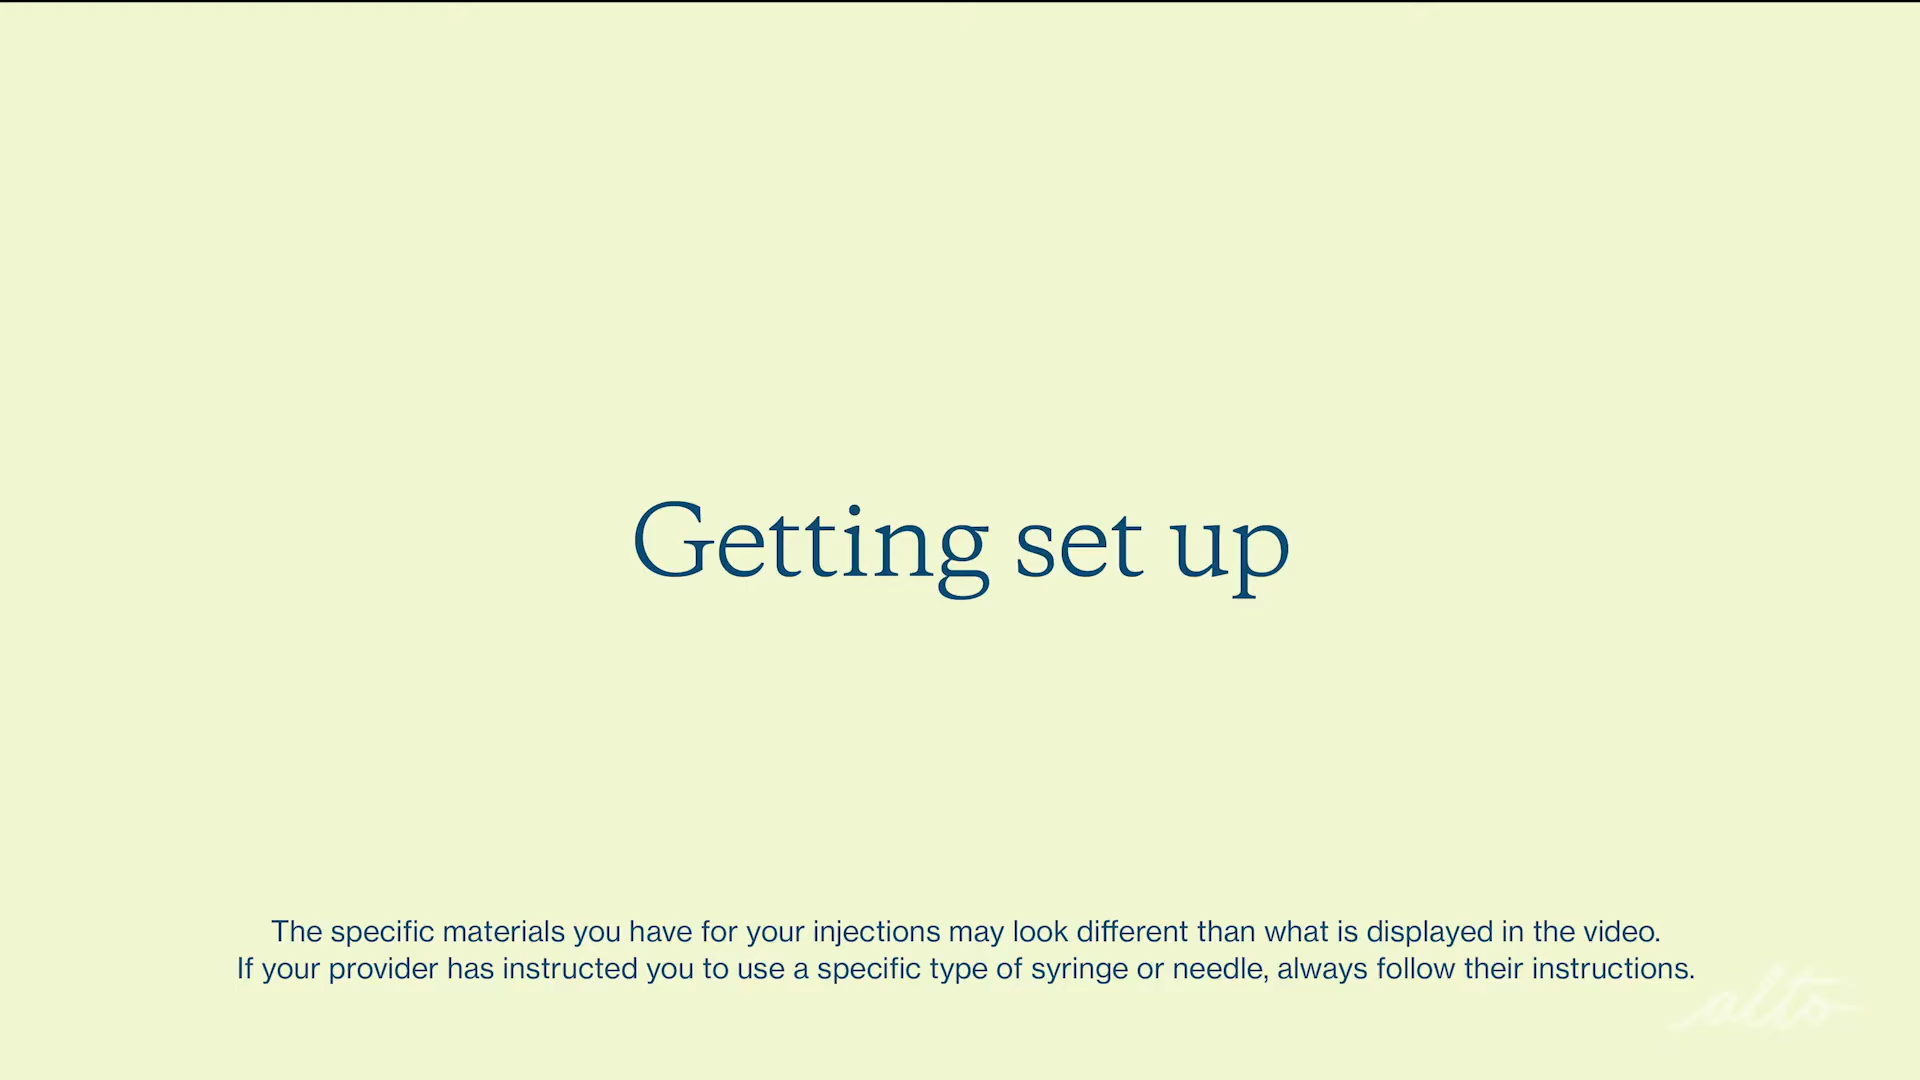 Getting set up
The specific materials you have for your injections may look different than what is displayed in the video.
If your provider has instructed you to use a specific type of syringe or needle, always follow their instructions.
alto